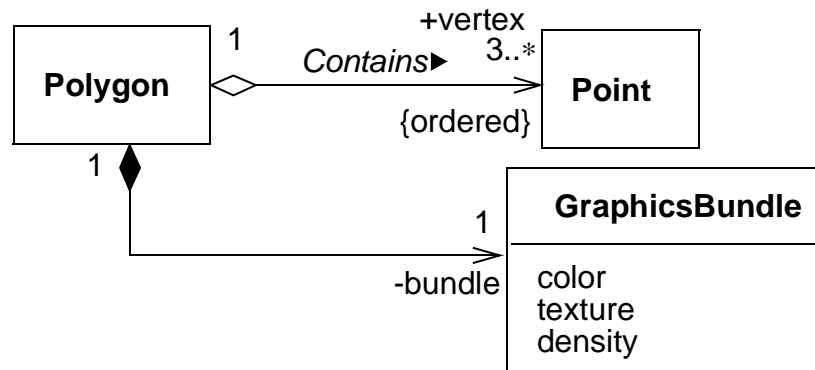 1
+vertex
3..*
Contains
Polygon
Point
{ordered}
1
1
GraphicsBundle
-bundle
color
texture
density